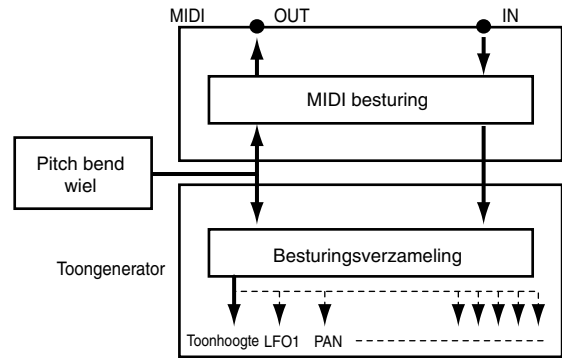 MIDI OUT IN
MIDI besturing
Pitch bend
wiel
Besturingsverzameling
Toongenerator
Toonhoogte LFO1 PAN